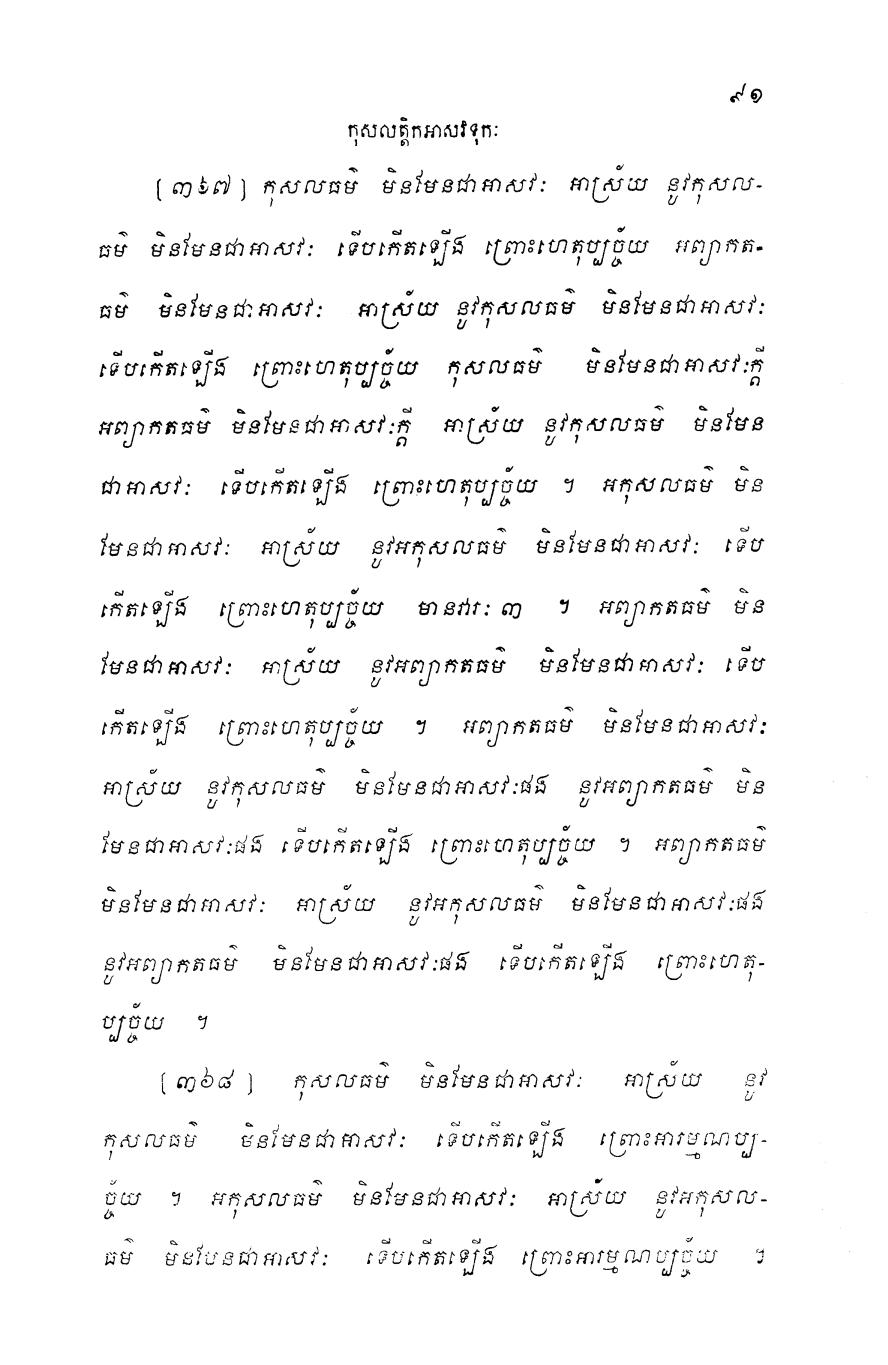 ៩១
កុសលត្តិកអាសវទុកៈ
(៣៦៧) កុសលធម៌ មិនមែនជាអាសវៈ អាស្រ័យ នូវកុសល-
ធម៌ មិនមែនជាអាសវៈ ទើបកើតឡើង ព្រោះហេតុប្បច្ច័យ អព្យាកត-
ធម៌ មិនមែនជាអាសវៈ អាស្រ័យ នូវកុសលធម៌ មិនមែនជាអាសវៈ
ទើបកើតឡើង ព្រោះហេតុប្បច្ច័យ កុសលធម៌ មិនមែនជាអាសវៈក្តី
អព្យាកតធម៌ មិនមែនជាអាសវៈក្តី អាស្រ័យ នូវកុសលធម៌ មិនមែន
ជាអាសវៈ ទើបកើតឡើង ព្រោះហេតុប្បច្ច័យ ។ អកុសលធម៌ មិន
មែនជាអាសវៈ អាស្រ័យ នូវអកុសលធម៌ មិនមែនជាអាសវៈ ទើប
កើតឡើង ព្រោះហេតុប្បច្ច័យ មានវារៈ ៣ ។ អព្យាកតធម៌ មិន
មែនជាអាសវៈ អាស្រ័យ នូវអព្យាកតធម៌ មិនមែនជាអាសវៈ ទើប
កើតឡើង ព្រោះហេតុប្បច្ច័យ ។ អព្យាកតធម៌ មិនមែនជាអាសវៈ
អាស្រ័យ នូវកុសលធម៌ មិនមែនជាអាសវៈផង នូវអព្យាកតធម៌ មិន
មែនជាអាសវៈផង ទើបកើតឡើង ព្រោះហេតុប្បច្ច័យ ។ អព្យាកតធម៌
មិនមែនជាអាសវៈ អាស្រ័យ នូវអកុសលធម៌ មិនមែនជាអាសវៈផង
នូវអព្យាកតធម៌ មិនមែនជាអាសវៈផង ទើបកើតឡើង ព្រោះហេតុ-
ប្បច្ច័យ ។
(៣៦៨) កុសលធម៌ មិនមែនជាអាសវៈ អាស្រ័យ នូវ
កុសលធម៌ មិនមែនជាអាសវៈ ទើបកើតឡើង ព្រោះអារម្មណប្ប-
ច្ច័យ ។ អកុសលធម៌ មិនមែនជាអាសវៈ អាស្រ័យ នូវអកុសល-
ធម៌ មិនបែនជាអាសវៈ ទើបកើតឡើង ព្រោះអារម្មណប្បច្ច័យ ។